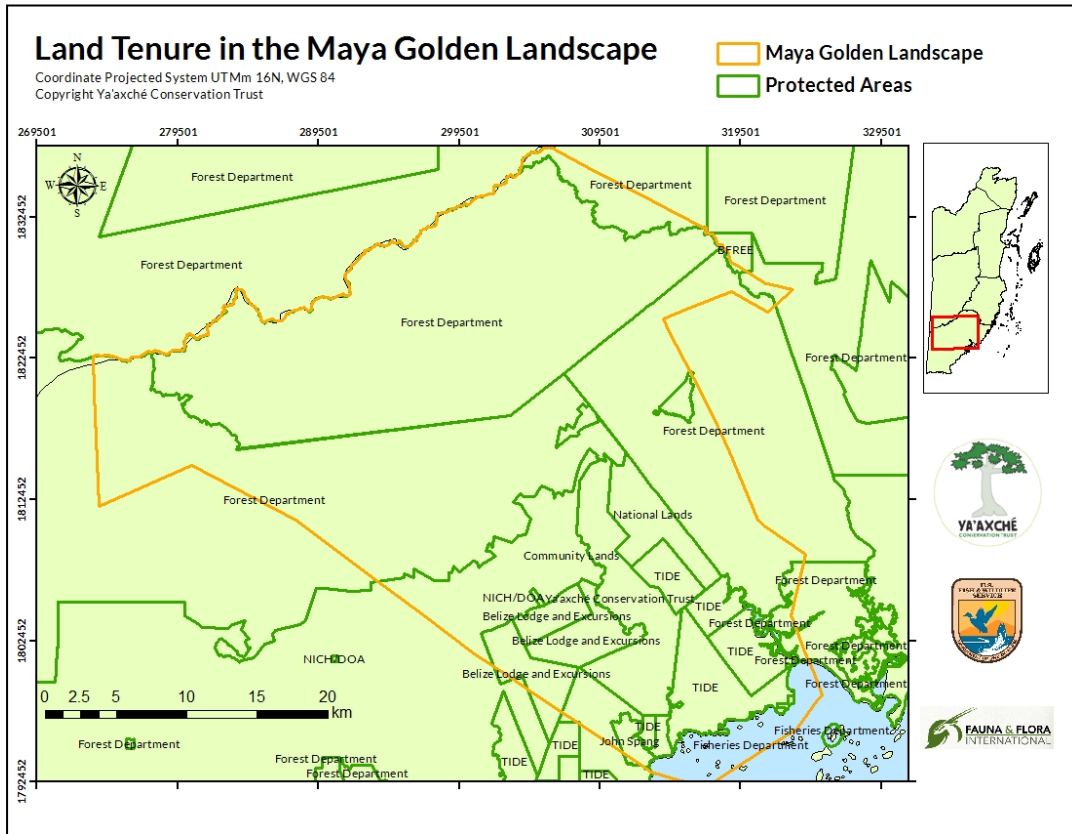 Land Tenure in the Maya Golden Landscape
Coordinate Projected System UTMm 16N, WGS 84
Copyright Ya'axché Conservation Trust
Maya Golden Landscape
Protected Areas
269501 279501 289501 299501 309501 319501 329501
N
W E
S
1832452
1822452
1812452
1802452
1792452
Forest Department
Forest Department
Forest Department
Forest Department
BFREE
Forest Department
Forest Department
Forest Department
Forest Department
National Lands
Community Lands
TIDE
Forest Department
NICH/DOA
Ya'axché Conservation Trust
TIDE
Belize Lodge and Excursions
Forest Department
Belize Lodge and Excursions
TIDE
Forest Department
Forest Department
NICH/DOA
Belize Lodge and Excursions
TIDE
Forest Department
0 2.5 5 10 15 20
km
Forest Department
TIDE
John Spang
TIDE
Fisheries Department
Fisheries Department
Forest Department
TIDE
Forest Department
TIDE
YA'AXCHÉ
CONSERVATION TRUST
U.S.
FISH & WILDLIFE
SERVICE
FAUNA & FLORA
INTERNATIONAL